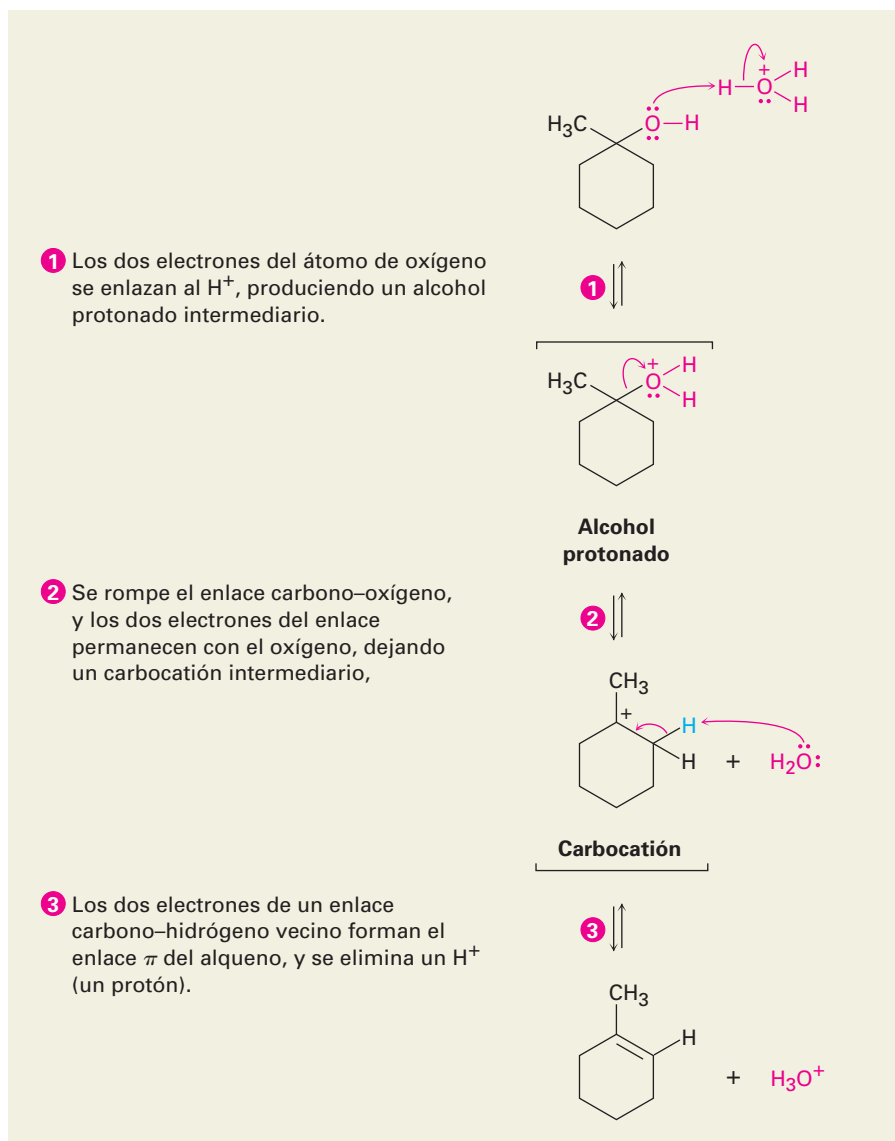 H–O+
H
H
H3C
O–H
1 Los dos electrones del átomo de oxígeno
se enlazan al H+, produciendo un alcohol
protonado intermediario.
1
H3C
O+
H
H
Alcohol
protonado
2 Se rompe el enlace carbono–oxígeno,
y los dos electrones del enlace
permanecen con el oxígeno, dejando
un carbocatión intermediario,
2
CH3
+
H
H + H2O:
Carbocatión
3 Los dos electrones de un enlace
carbono–hidrógeno vecino forman el
enlace π del alqueno, y se elimina un H+
(un protón).
3
CH3
H
+ H3O+